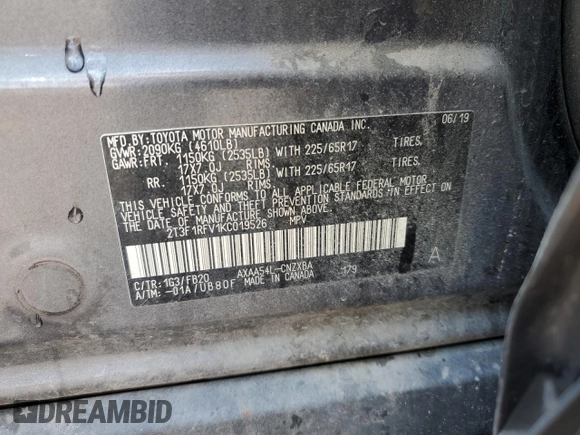 MFD.BY:TOYOTA MOTOR MANUFACTURING CANADA INC. 06/19
GVWR:2090KG (4610LB)
GAWR:FRT. 1150KG (2535LB) WITH 225/65R17 TIRES,
17X7.0J RIMS
RR. 1150KG (2535LB) WITH 225/65R17 TIRES,
17X7.0J RIMS
THIS VEHICLE CONFORMS TO ALL APPLICABLE FEDERAL MOTOR
VEHICLE SAFETY AND THEFT PREVENTION STANDARDS IN EFFECT ON
THE DATE OF MANUFACTURE SHOWN ABOVE.
2T3F1RFV1KC019526 MPV
C/TR:1G3/FB20 AXAA54L-CNZXBA 179 A
A/TM:-01A/UB80F MADE IN CANADA
DREAMBID